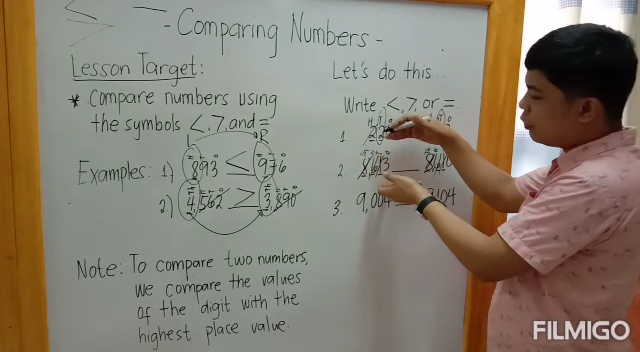 - Comparing Numbers -
Lesson Target:
* Compare numbers using
the symbols <, >, and =
Examples: 1) 893 < 976
2) 4,562 > 3,890
Note: To compare two numbers,
we compare the values
of the digit with the
highest place value.
Let's do this...
Write <, >, or =
1
2.
3. 9,004
FILMIGO